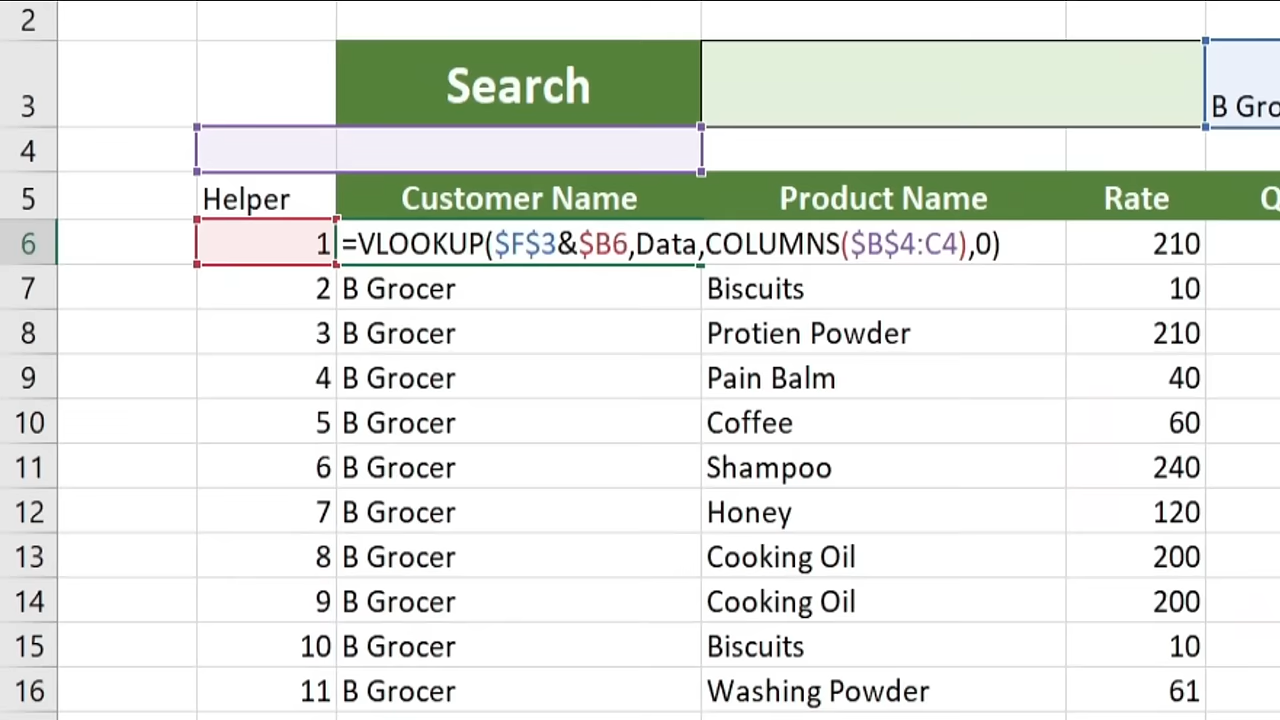 2
3 Search B Gro
4
5 Helper Customer Name Product Name Rate Q
6 1 =VLOOKUP($F$3&$B6,Data,COLUMNS($B$4:C4),0) 210
7 2 B Grocer Biscuits 10
8 3 B Grocer Protien Powder 210
9 4 B Grocer Pain Balm 40
10 5 B Grocer Coffee 60
11 6 B Grocer Shampoo 240
12 7 B Grocer Honey 120
13 8 B Grocer Cooking Oil 200
14 9 B Grocer Cooking Oil 200
15 10 B Grocer Biscuits 10
16 11 B Grocer Washing Powder 61